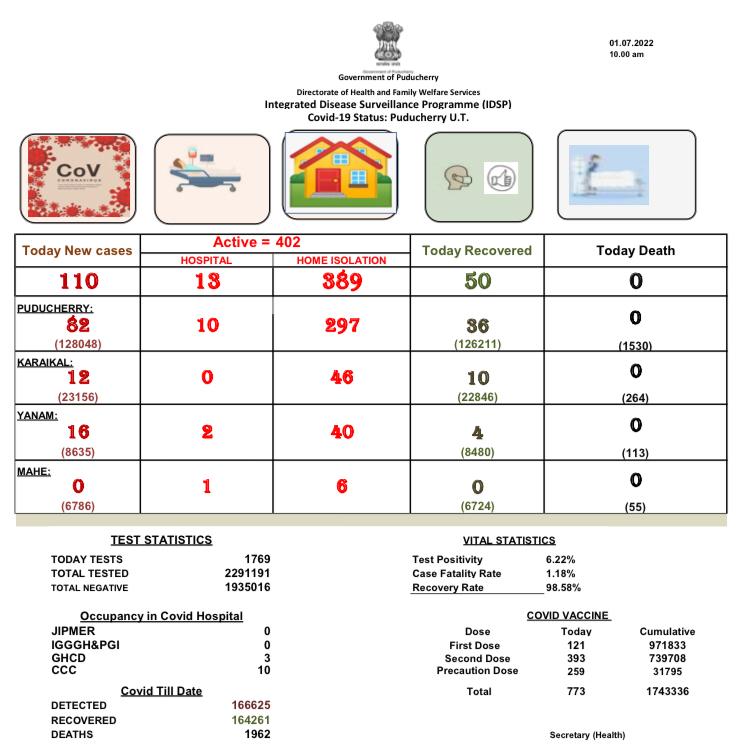 01.07.2022
10.00 am
Government of Puducherry
Government of Puducherry
Directorate of Health and Family Welfare Services
Integrated Disease Surveillance Programme (IDSP)
Covid-19 Status: Puducherry U.T.
CoV
CORONAVIRUS
Today New cases
Active = 402
HOSPITAL HOME ISOLATION
Today Recovered
Today Death
110 13 389 50 0
PUDUCHERRY:
82 10 297 36 0
(128048) (126211) (1530)
KARAIKAL:
12 0 46 10 0
(23156) (22846) (264)
YANAM:
16 2 40 4 0
(8635) (8480) (113)
MAHE:
0 1 6 0 0
(6786) (6724) (55)
TEST STATISTICS
TODAY TESTS 1769
TOTAL TESTED 2291191
TOTAL NEGATIVE 1935016
VITAL STATISTICS
Test Positivity 6.22%
Case Fatality Rate 1.18%
Recovery Rate 98.58%
Occupancy in Covid Hospital
JIPMER 0
IGGGH&PGI 0
GHCD 3
CCC 10
COVID VACCINE
Dose Today Cumulative
First Dose 121 971833
Second Dose 393 739708
Precaution Dose 259 31795
Total 773 1743336
Covid Till Date
DETECTED 166625
RECOVERED 164261
DEATHS 1962
Secretary (Health)